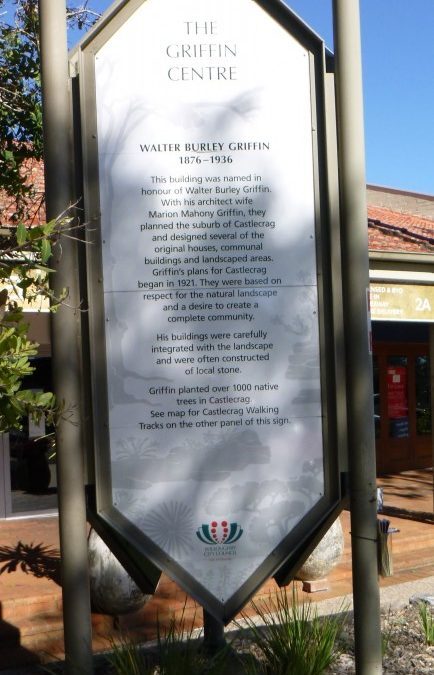 THE
GRIFFIN
CENTRE
WALTER BURLEY GRIFFIN
1876–1936
This building was named in
honour of Walter Burley Griffin.
With his architect wife
Marion Mahony Griffin, they
planned the suburb of Castlecrag
and designed several of the
original houses, communal
buildings and landscaped areas.
Griffin's plans for Castlecrag
began in 1921. They were based on
respect for the natural landscape
and a desire to create a
complete community.
His buildings were carefully
integrated with the landscape
and were often constructed
of local stone.
Griffin planted over 1000 native
trees in Castlecrag.
See map for Castlecrag Walking
Tracks on the other panel of this sign.
WILLOUGHBY
CITY COUNCIL
& BYO
2A